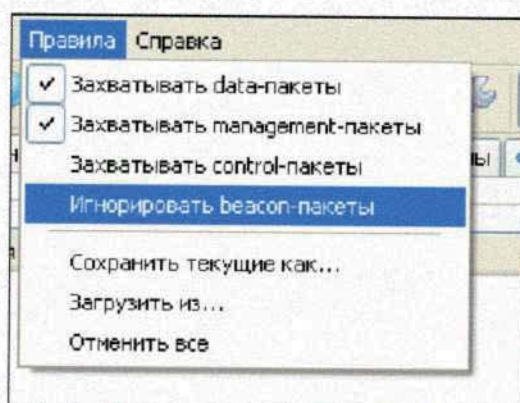 Правила Справка
Захватывать data-пакеты
Захватывать management-пакеты
Захватывать control-пакеты
ы
Игнорировать beacon-пакеты
Сохранить текущие как...
Загрузить из...
Отменить все